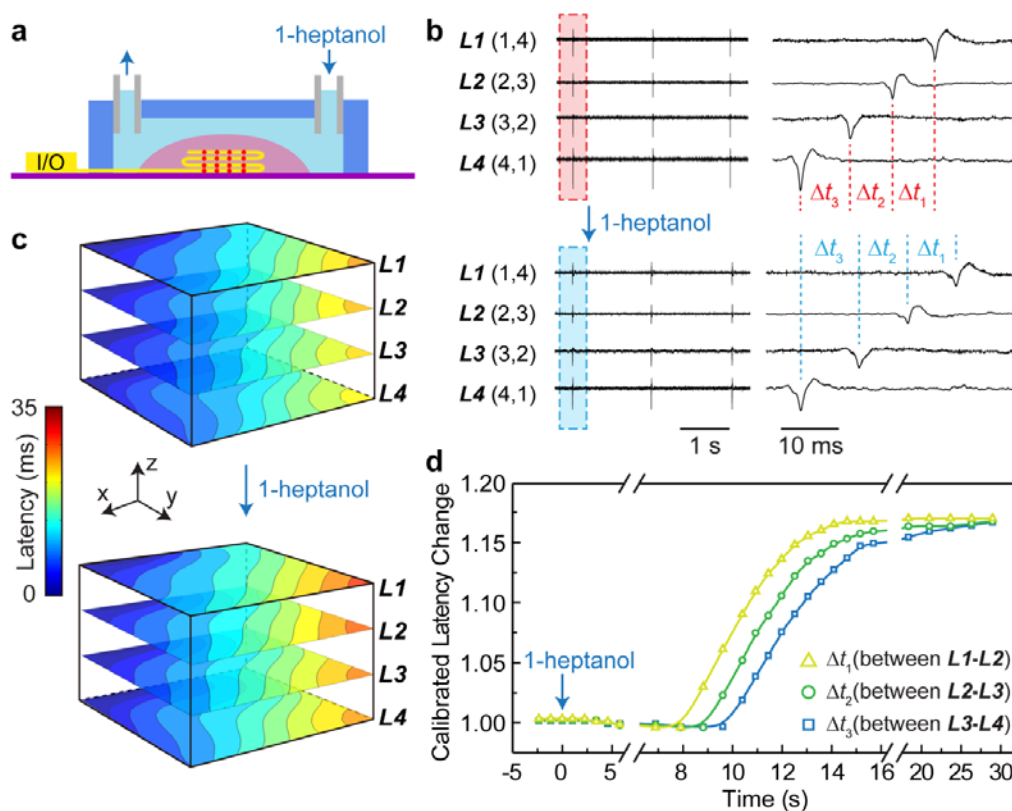 a
1-heptanol
I/O
b
L1 (1,4)
L2 (2,3)
L3 (3,2)
L4 (4,1)
Δt3 Δt2 Δt1
1-heptanol
Δt3 Δt2 Δt1
L1 (1,4)
L2 (2,3)
L3 (3,2)
L4 (4,1)
1 s 10 ms
c
L1
L2
L3
L4
35
Latency (ms)
0
z
x y
1-heptanol
L1
L2
L3
L4
d
Calibrated Latency Change
1.20
1.15
1.10
1.05
1.00
1-heptanol
Δt1(between L1-L2)
Δt2(between L2-L3)
Δt3(between L3-L4)
-5 0 5 8 10 12 14 16 20 25 30
Time (s)